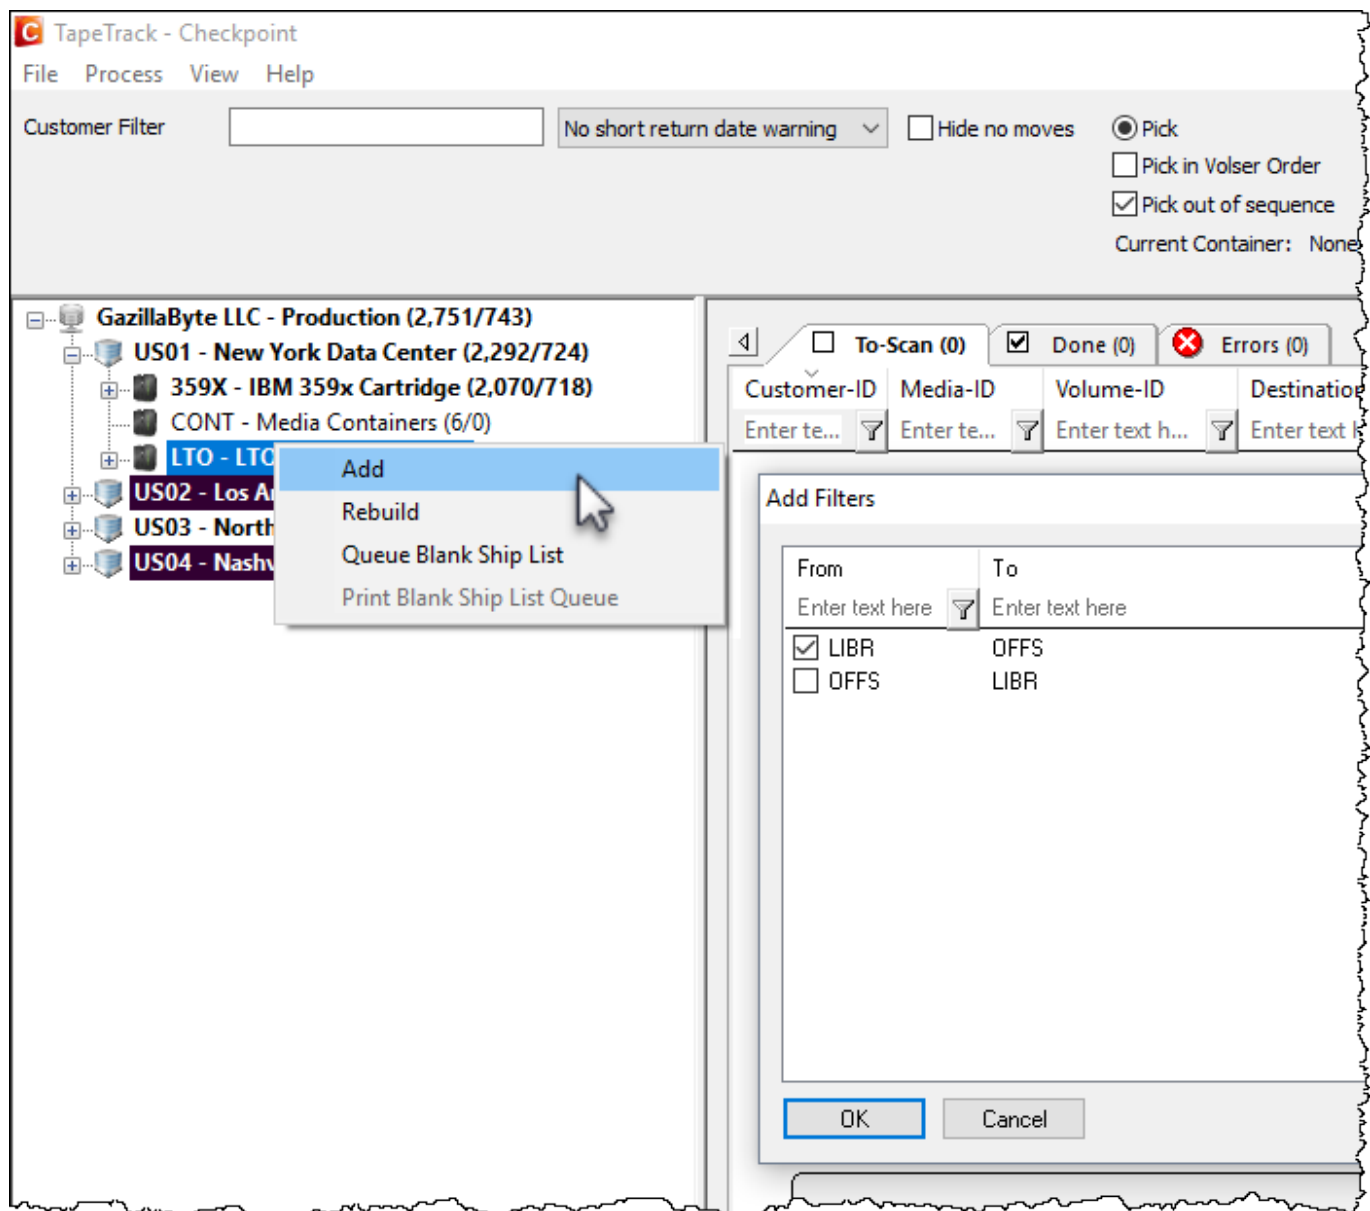 TapeTrack - Checkpoint
File Process View Help
Customer Filter
No short return date warning
Hide no moves
Pick
Pick in Volser Order
Pick out of sequence
Current Container: None
GazillaByte LLC - Production (2,751/743)
US01 - New York Data Center (2,292/724)
359X - IBM 359x Cartridge (2,070/718)
CONT - Media Containers (6/0)
LTO - LTO
US02 - Los
US03 - North
US04 -
Add
Rebuild
Queue Blank Ship List
Print Blank Ship List Queue
To-Scan (0) Done (0) Errors (0)
Customer-ID Media-ID Volume-ID Destination
Enter te... Enter te... Enter text h... Enter text
Add Filters
From To
Enter text here Enter text here
LIBR OFFS
OFFS LIBR
OK Cancel